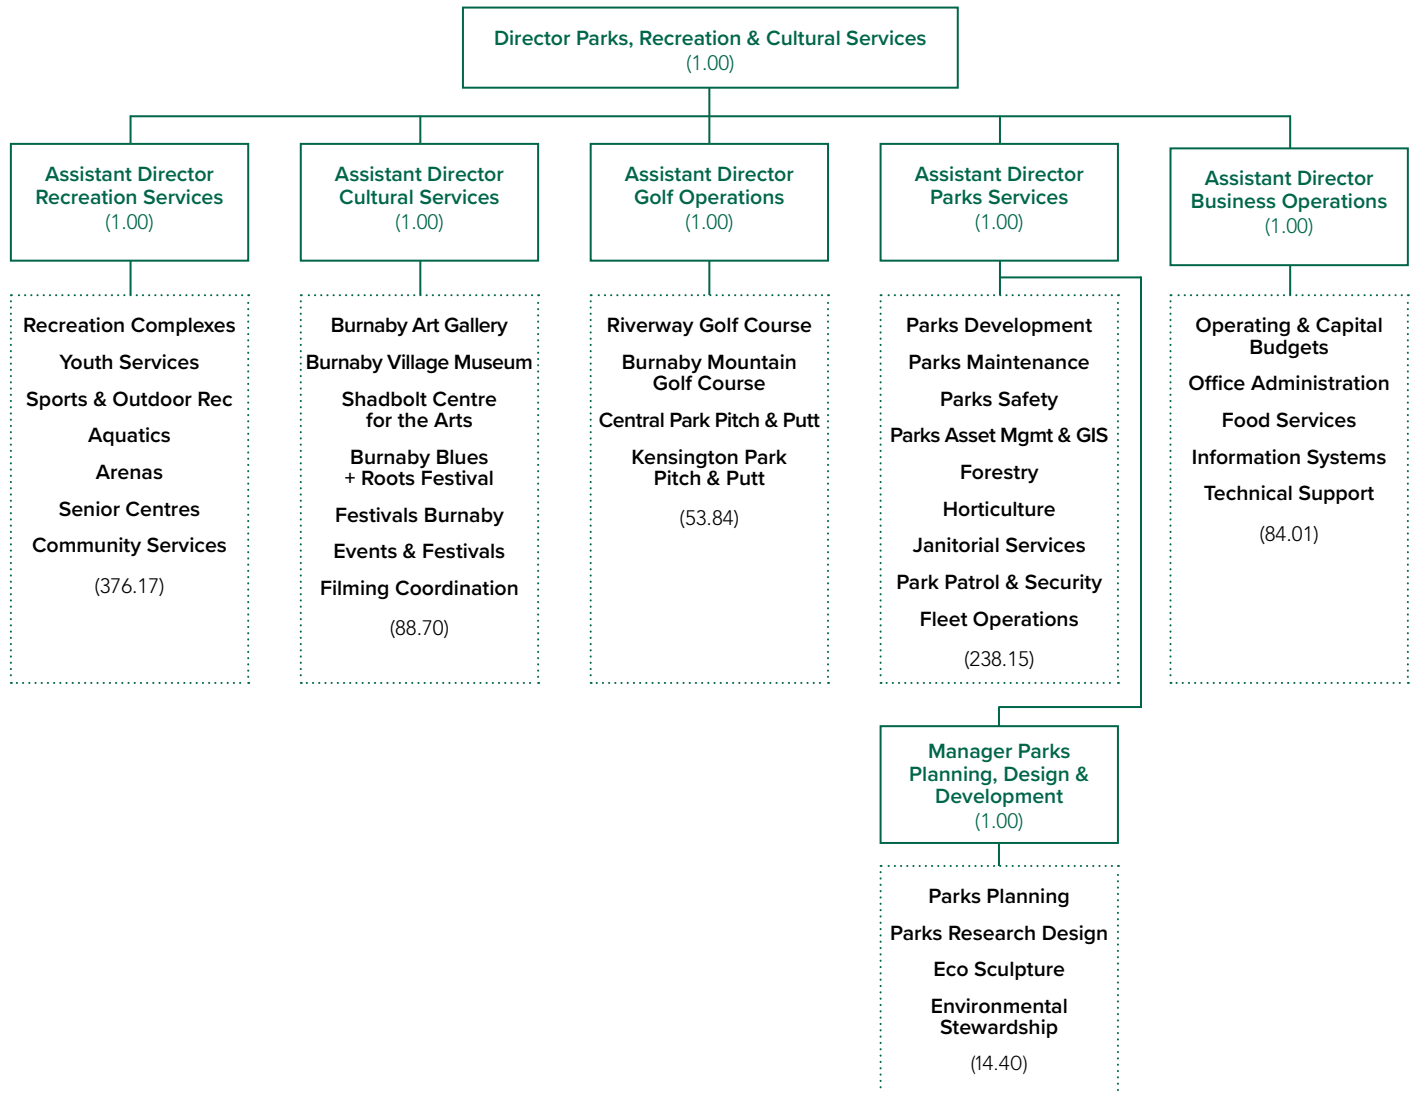 Director Parks, Recreation & Cultural Services
(1.00)
Assistant Director
Recreation Services
(1.00)
Recreation Complexes
Youth Services
Sports & Outdoor Rec
Aquatics
Arenas
Senior Centres
Community Services
(376.17)
Assistant Director
Cultural Services
(1.00)
Burnaby Art Gallery
Burnaby Village Museum
Shadbolt Centre
for the Arts
Burnaby Blues
+ Roots Festival
Festivals Burnaby
Events & Festivals
Filming Coordination
(88.70)
Assistant Director
Golf Operations
(1.00)
Riverway Golf Course
Burnaby Mountain
Golf Course
Central Park Pitch & Putt
Kensington Park
Pitch & Putt
(53.84)
Assistant Director
Parks Services
(1.00)
Parks Development
Parks Maintenance
Parks Safety
Parks Asset Mgmt & GIS
Forestry
Horticulture
Janitorial Services
Park Patrol & Security
Fleet Operations
(238.15)
Manager Parks
Planning, Design &
Development
(1.00)
Parks Planning
Parks Research Design
Eco Sculpture
Environmental
Stewardship
(14.40)
Assistant Director
Business Operations
(1.00)
Operating & Capital
Budgets
Office Administration
Food Services
Information Systems
Technical Support
(84.01)